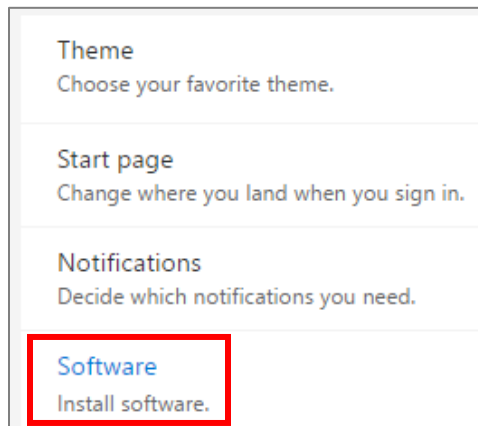 Theme
Choose your favorite theme.
Start page
Change where you land when you sign in.
Notifications
Decide which notifications you need.
Software
Install software.